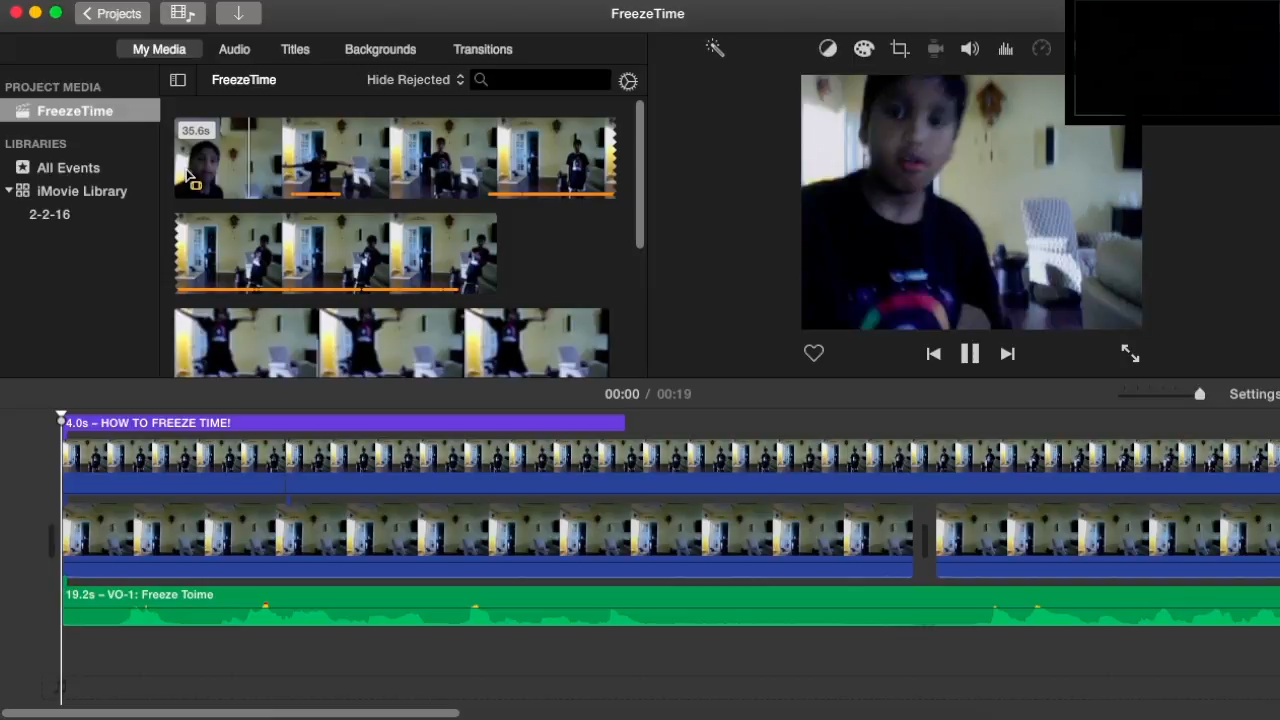 Projects
FreezeTime
My Media Audio Titles Backgrounds Transitions
PROJECT MEDIA
FreezeTime
LIBRARIES
All Events
iMovie Library
2-2-16
FreezeTime Hide Rejected
35.6s
00:00 / 00:19
Settings
4.0s – HOW TO FREEZE TIME!
19.2s – VO-1: Freeze Toime